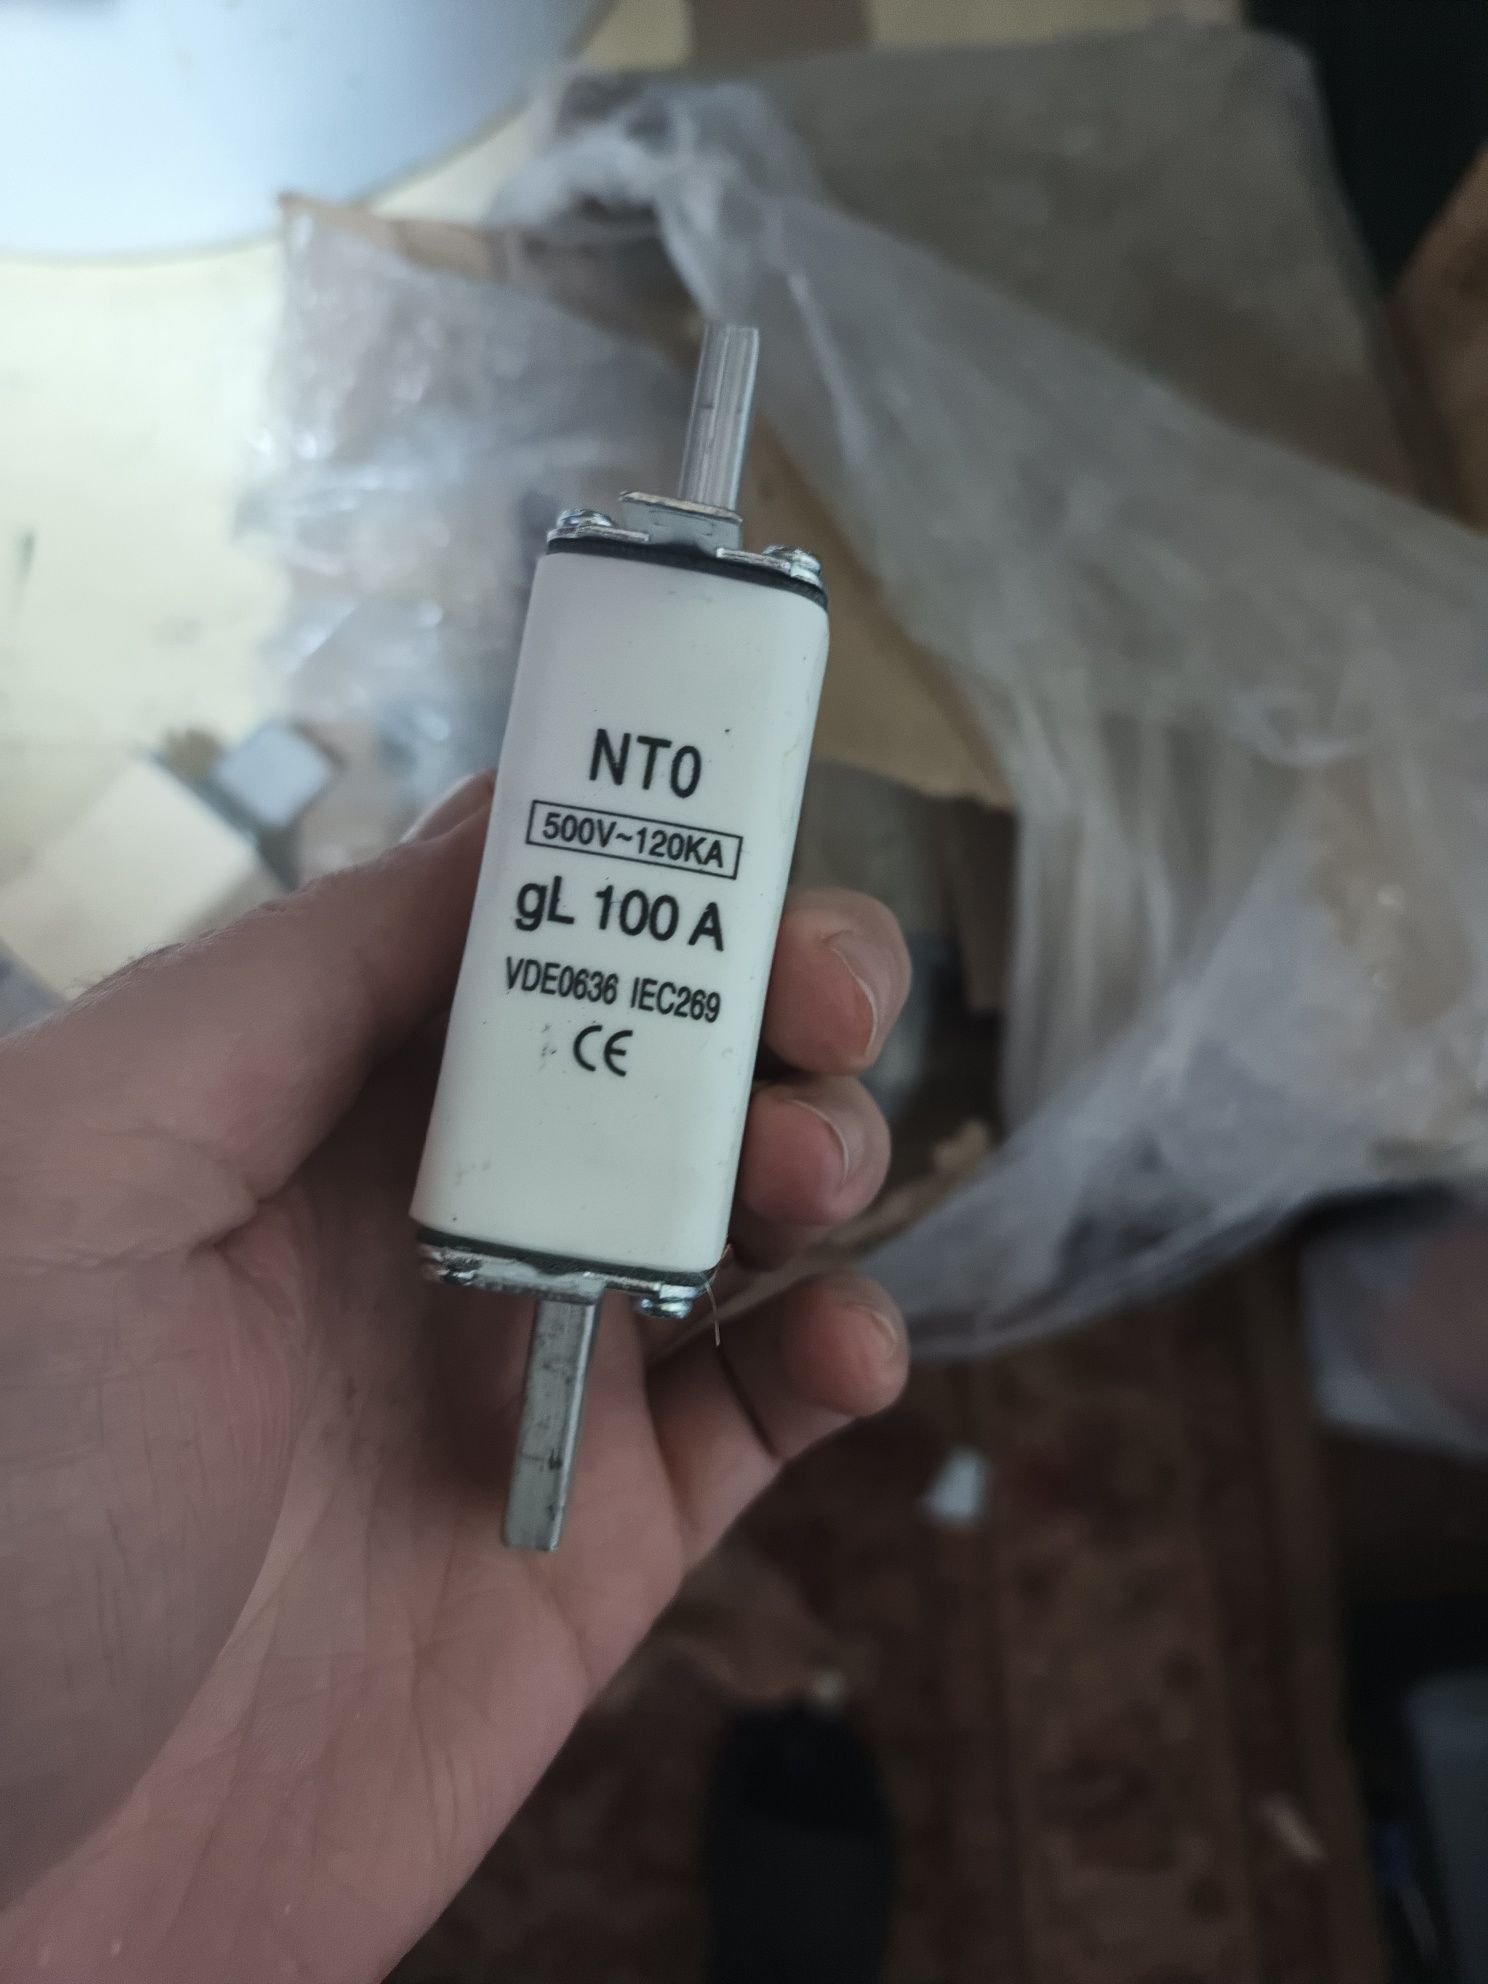 NT0
500V~120KA
gL 100 A
VDE0636 IEC269
CE